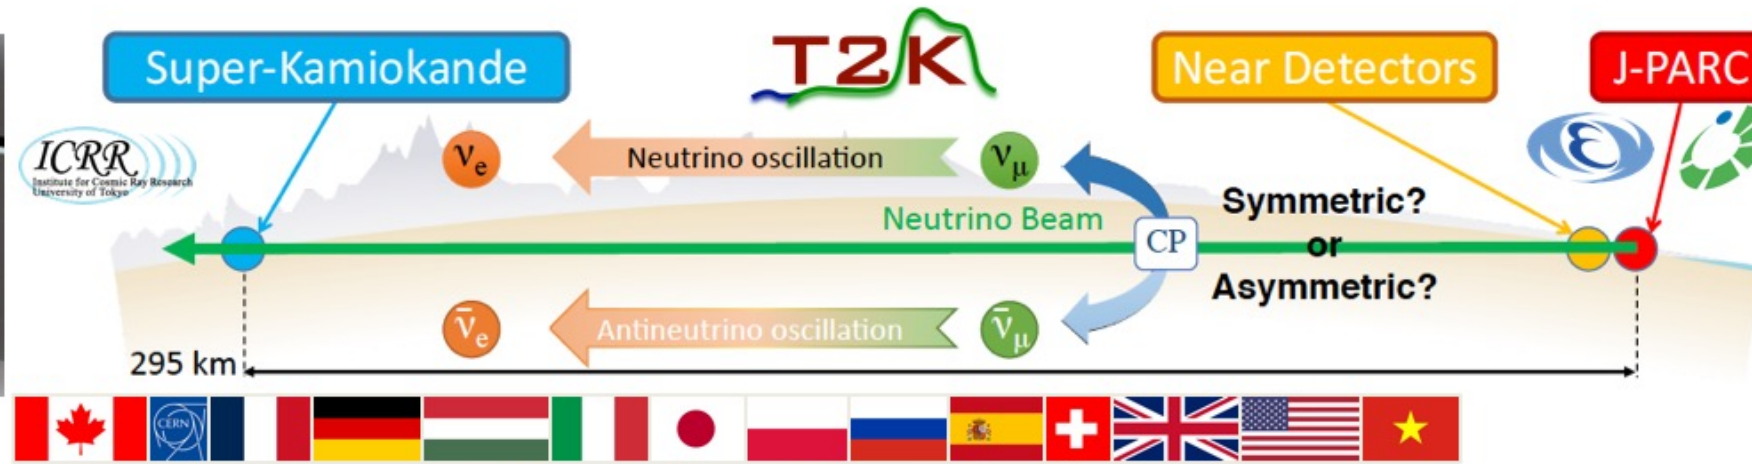 Super-Kamiokande
T2K
Near Detectors
J-PARC
ICRR
Institute for Cosmic Ray Research
University of Tokyo
νe
Neutrino oscillation
νμ
Symmetric?
Neutrino Beam
CP
or
Asymmetric?
ν̄e
Antineutrino oscillation
ν̄μ
295 km
CERN